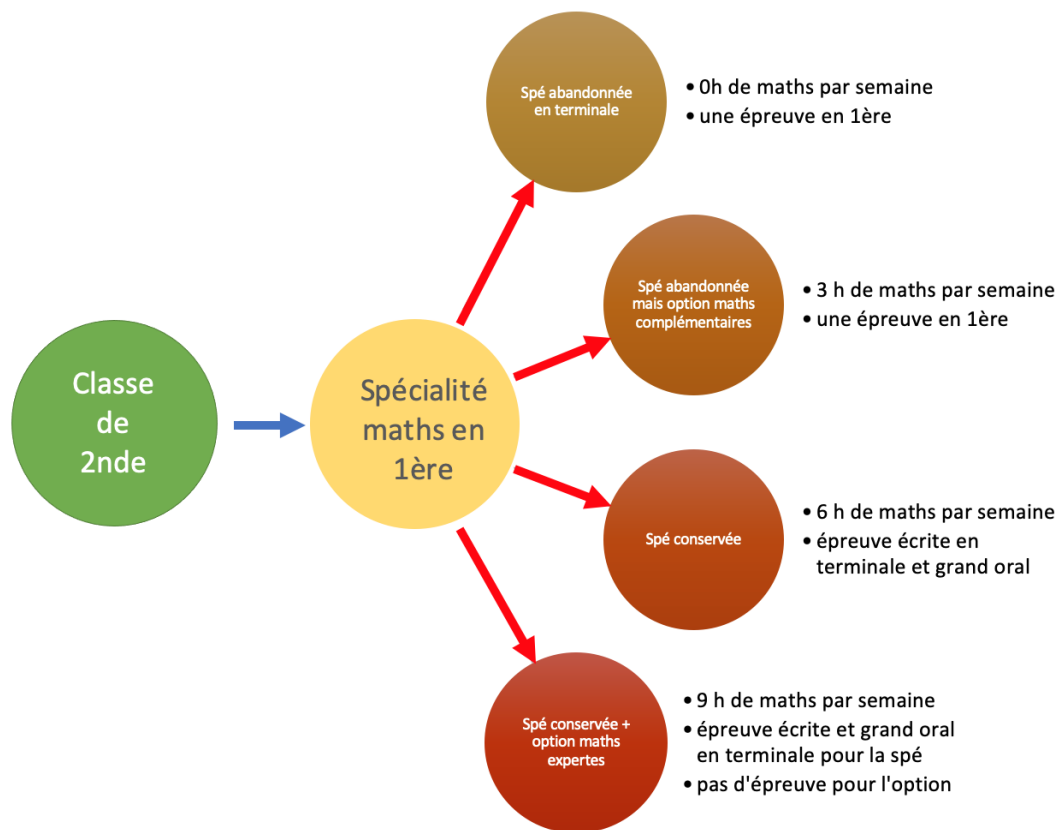 Spé abandonnée
en terminale
• 0h de maths par semaine
• une épreuve en 1ère
Spé abandonnée
mais option maths
complémentaires
• 3 h de maths par semaine
• une épreuve en 1ère
Classe
de
2nde
Spécialité
maths en
1ère
Spé conservée
• 6 h de maths par semaine
• épreuve écrite en
terminale et grand oral
Spé conservée +
option maths
expertes
• 9 h de maths par semaine
• épreuve écrite et grand oral
en terminale pour la spé
• pas d'épreuve pour l'option